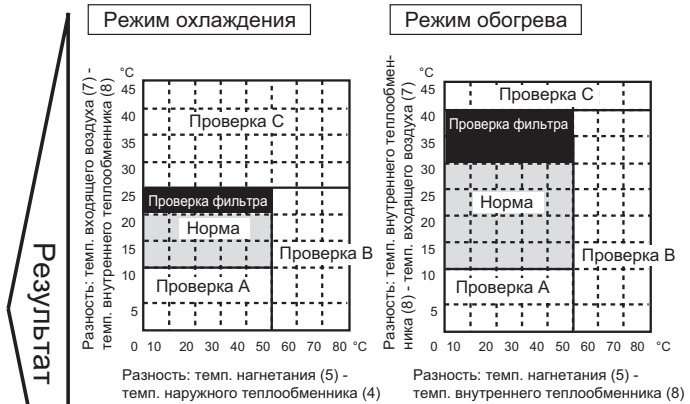 Режим охлаждения
Режим обогрева
Результат
Разность: темп. входящего воздуха (7) -
темп. внутреннего теплообменника (8)
°C
45
40
35
30
25
20
15
10
5
Проверка C
Проверка фильтра
Норма
Проверка B
Проверка A
0 10 20 30 40 50 60 70 80 °C
Разность: темп. нагнетания (5) -
темп. наружного теплообменника (4)
Разность: темп. внутреннего теплообмен-
ника (8) - темп. входящего воздуха (7)
°C
45
40
35
30
25
20
15
10
5
Проверка C
Проверка фильтра
Норма
Проверка B
Проверка A
0 10 20 30 40 50 60 70 80 °C
Разность: темп. нагнетания (5) -
темп. внутреннего теплообменника (8)